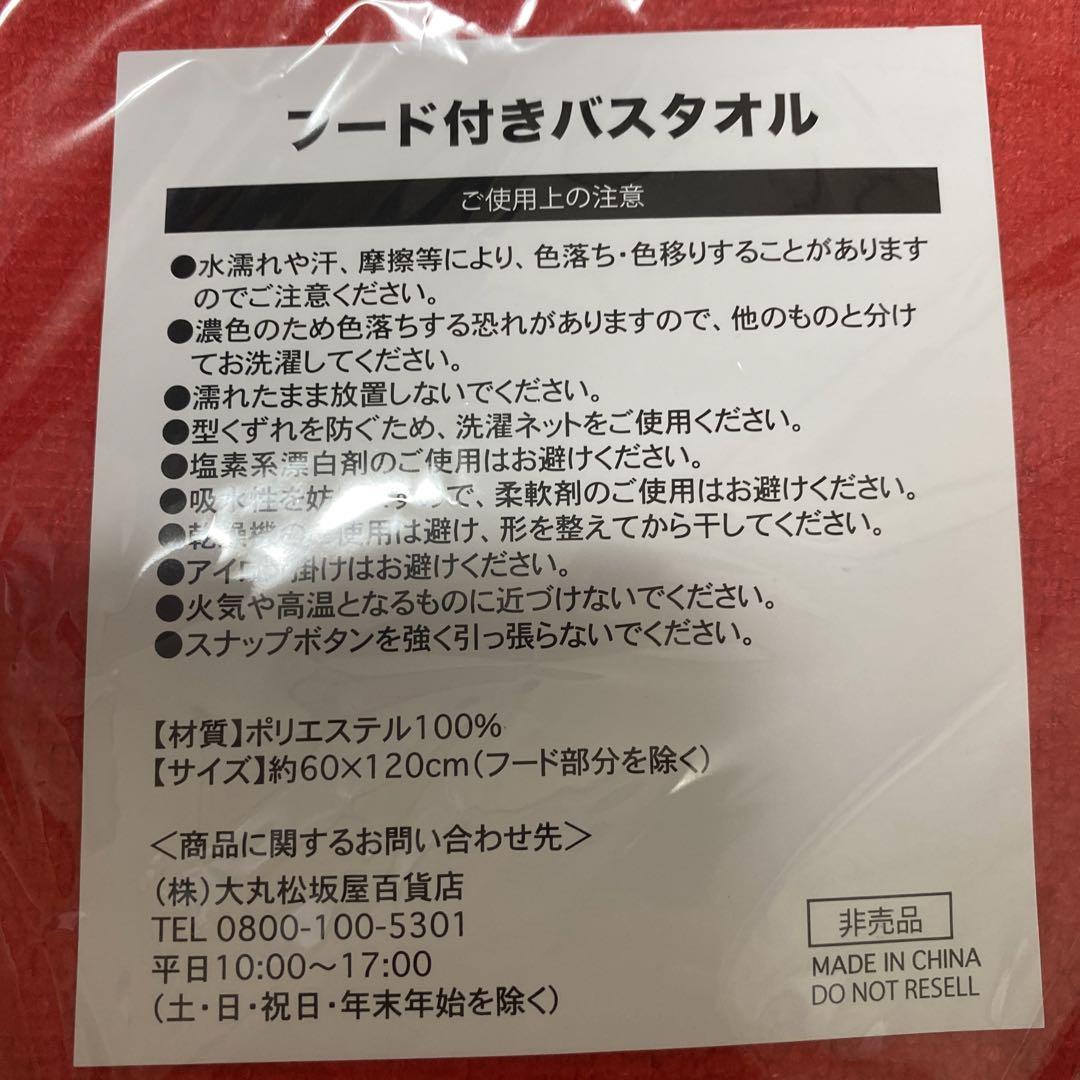 フード付きバスタオル
ご使用上の注意
●水濡れや汗、摩擦等により、色落ち・色移りすることがあります
のでご注意ください。
●濃色のため色落ちする恐れがありますので、他のものと分け
てお洗濯してください。
●濡れたまま放置しないでください。
●型くずれを防ぐため、洗濯ネットをご使用ください。
●塩素系漂白剤のご使用はお避けください。
●吸水性を妨げますので、柔軟剤のご使用はお避けください。
●乾燥機のご使用は避け、形を整えてから干してください。
●アイロン掛けはお避けください。
●火気や高温となるものに近づけないでください。
●スナップボタンを強く引っ張らないでください。
【材質】ポリエステル100%
【サイズ】約60×120cm(フード部分を除く)
＜商品に関するお問い合わせ先＞
(株)大丸松坂屋百貨店
TEL 0800-100-5301
平日10:00〜17:00
(土・日・祝日・年末年始を除く)
非売品
MADE IN CHINA
DO NOT RESELL